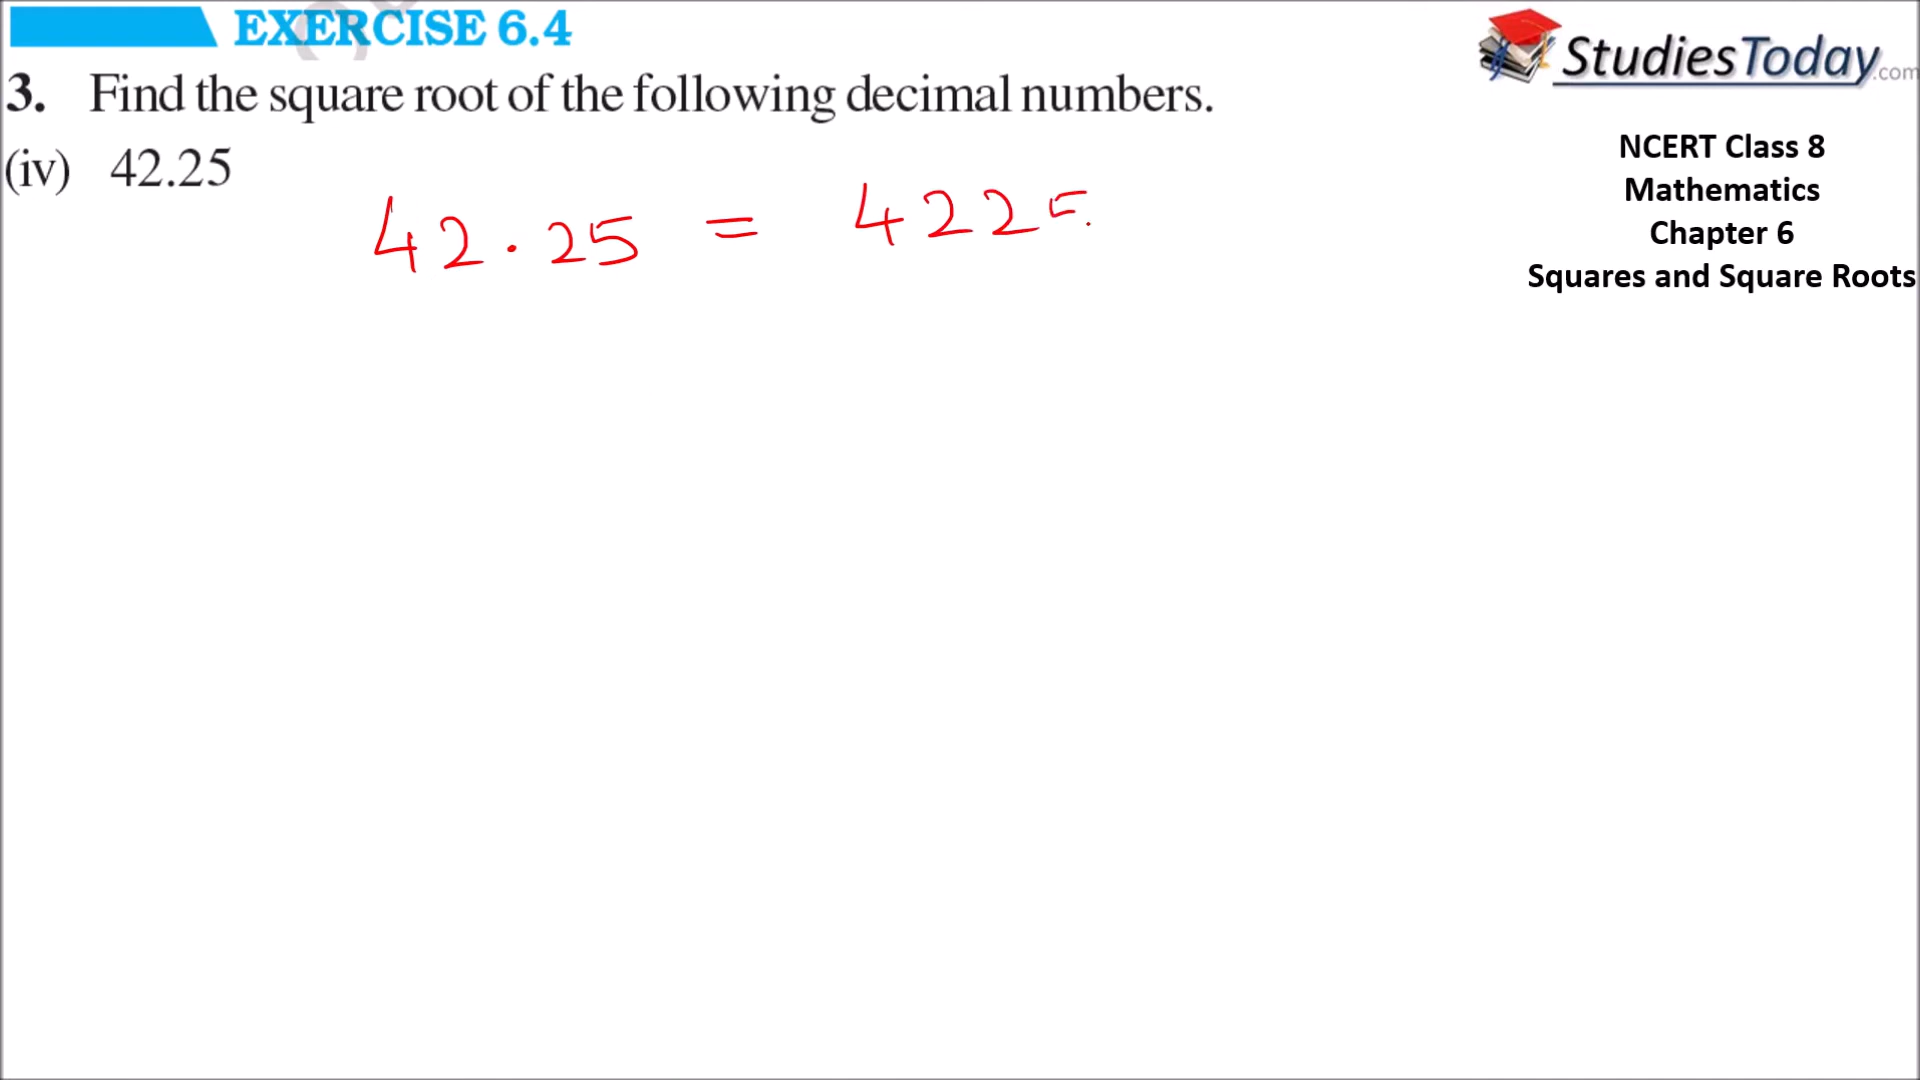 EXERCISE 6.4
StudiesToday.com
3. Find the square root of the following decimal numbers.
(iv) 42.25
42.25 = 4225
NCERT Class 8
Mathematics
Chapter 6
Squares and Square Roots